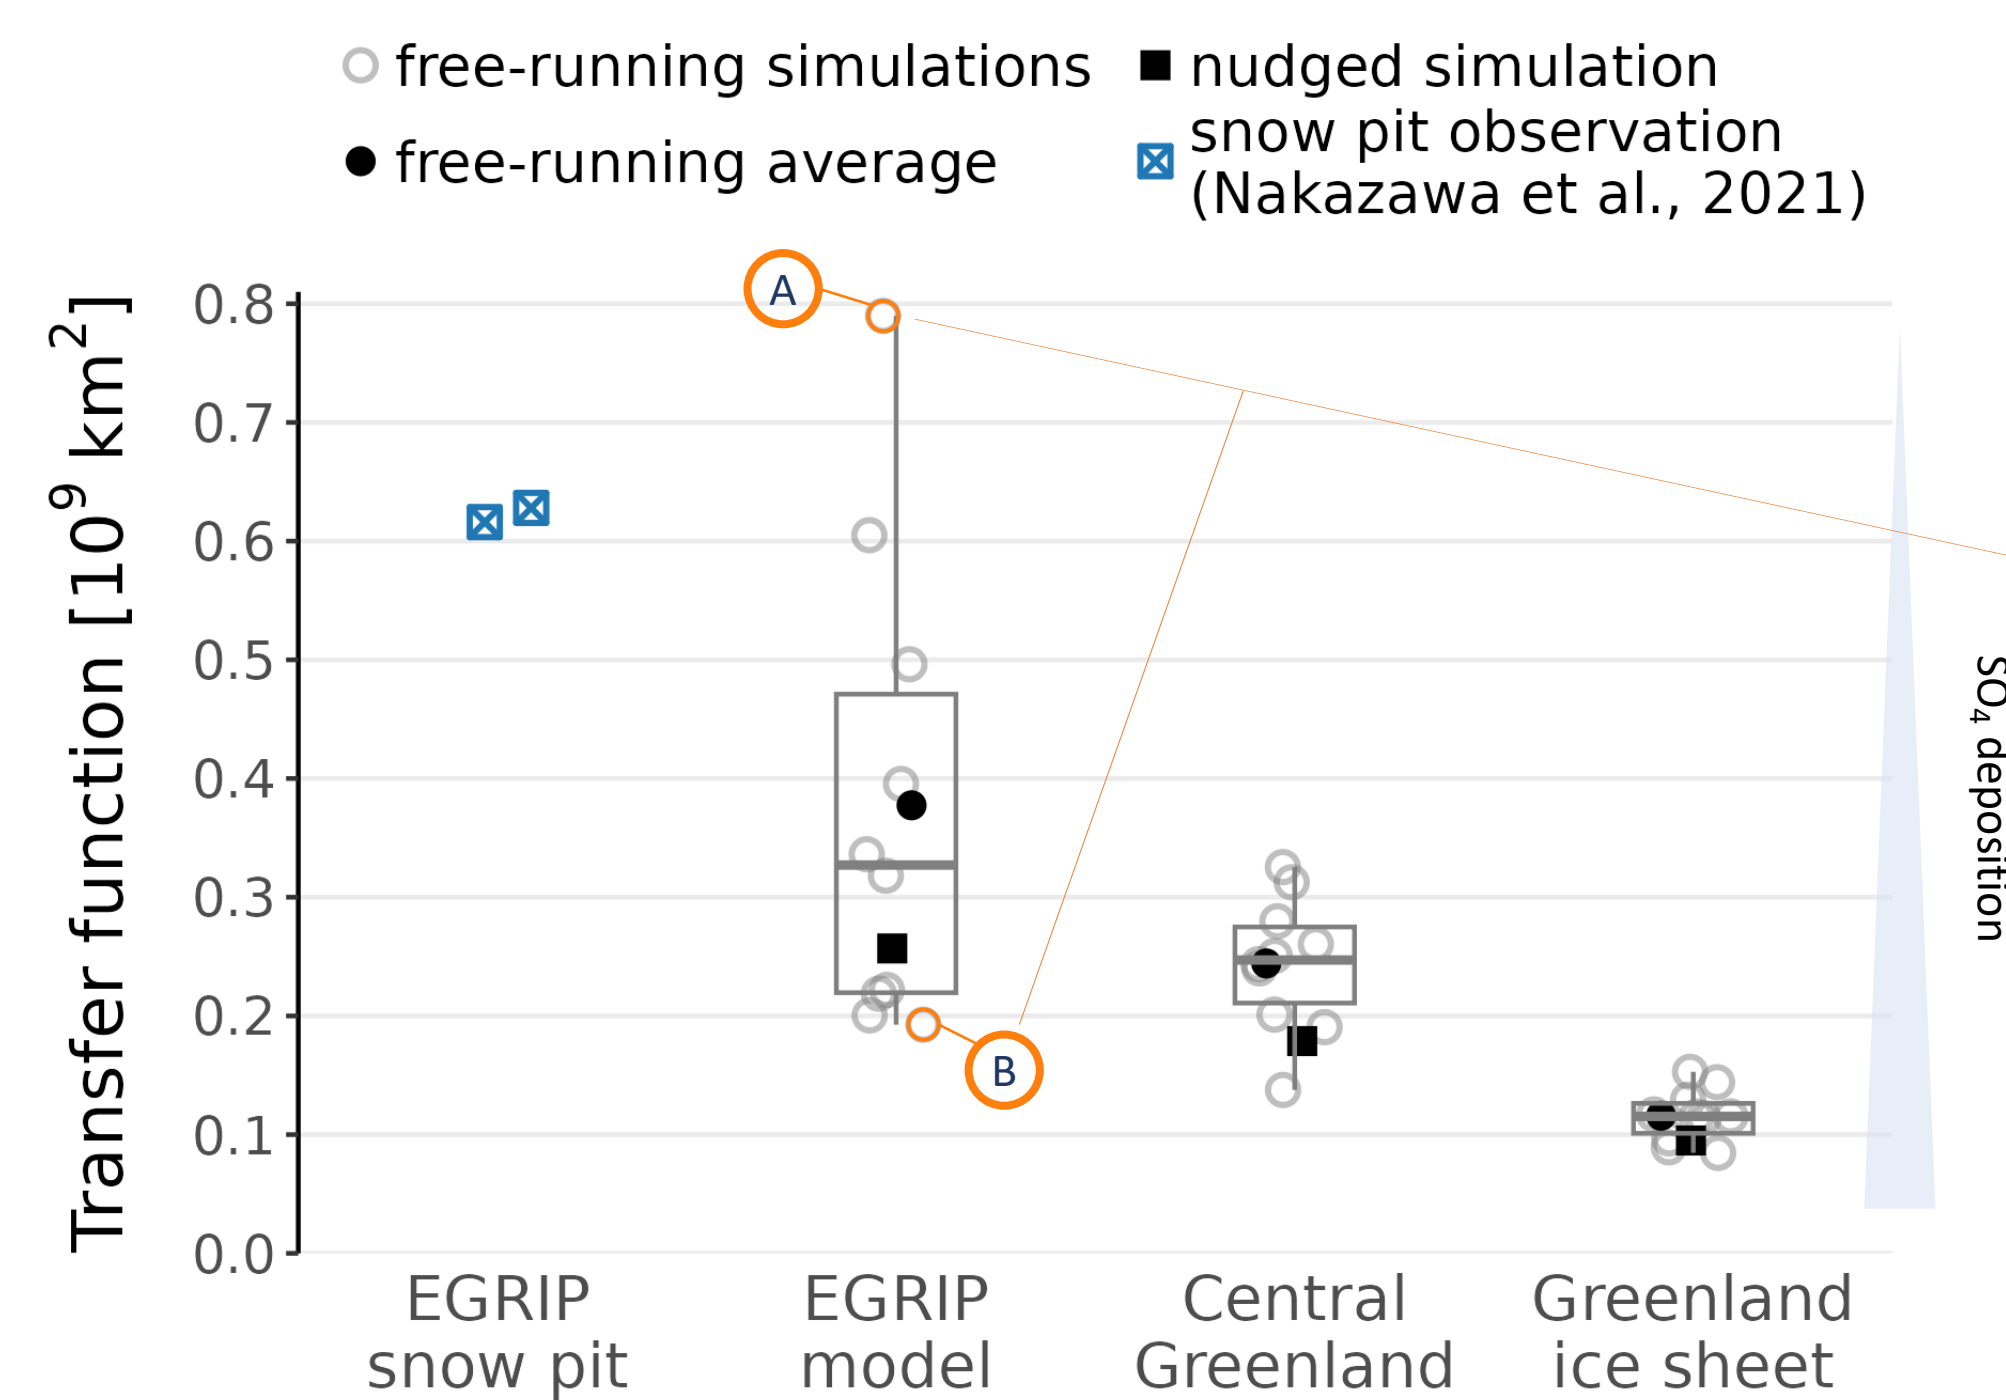 free-running simulations
nudged simulation
free-running average
snow pit observation
(Nakazawa et al., 2021)
A
B
Transfer function [10⁹ km²]
0.8
0.7
0.6
0.5
0.4
0.3
0.2
0.1
0.0
SO₄ deposition
EGRIP
snow pit
EGRIP
model
Central
Greenland
Greenland
ice sheet